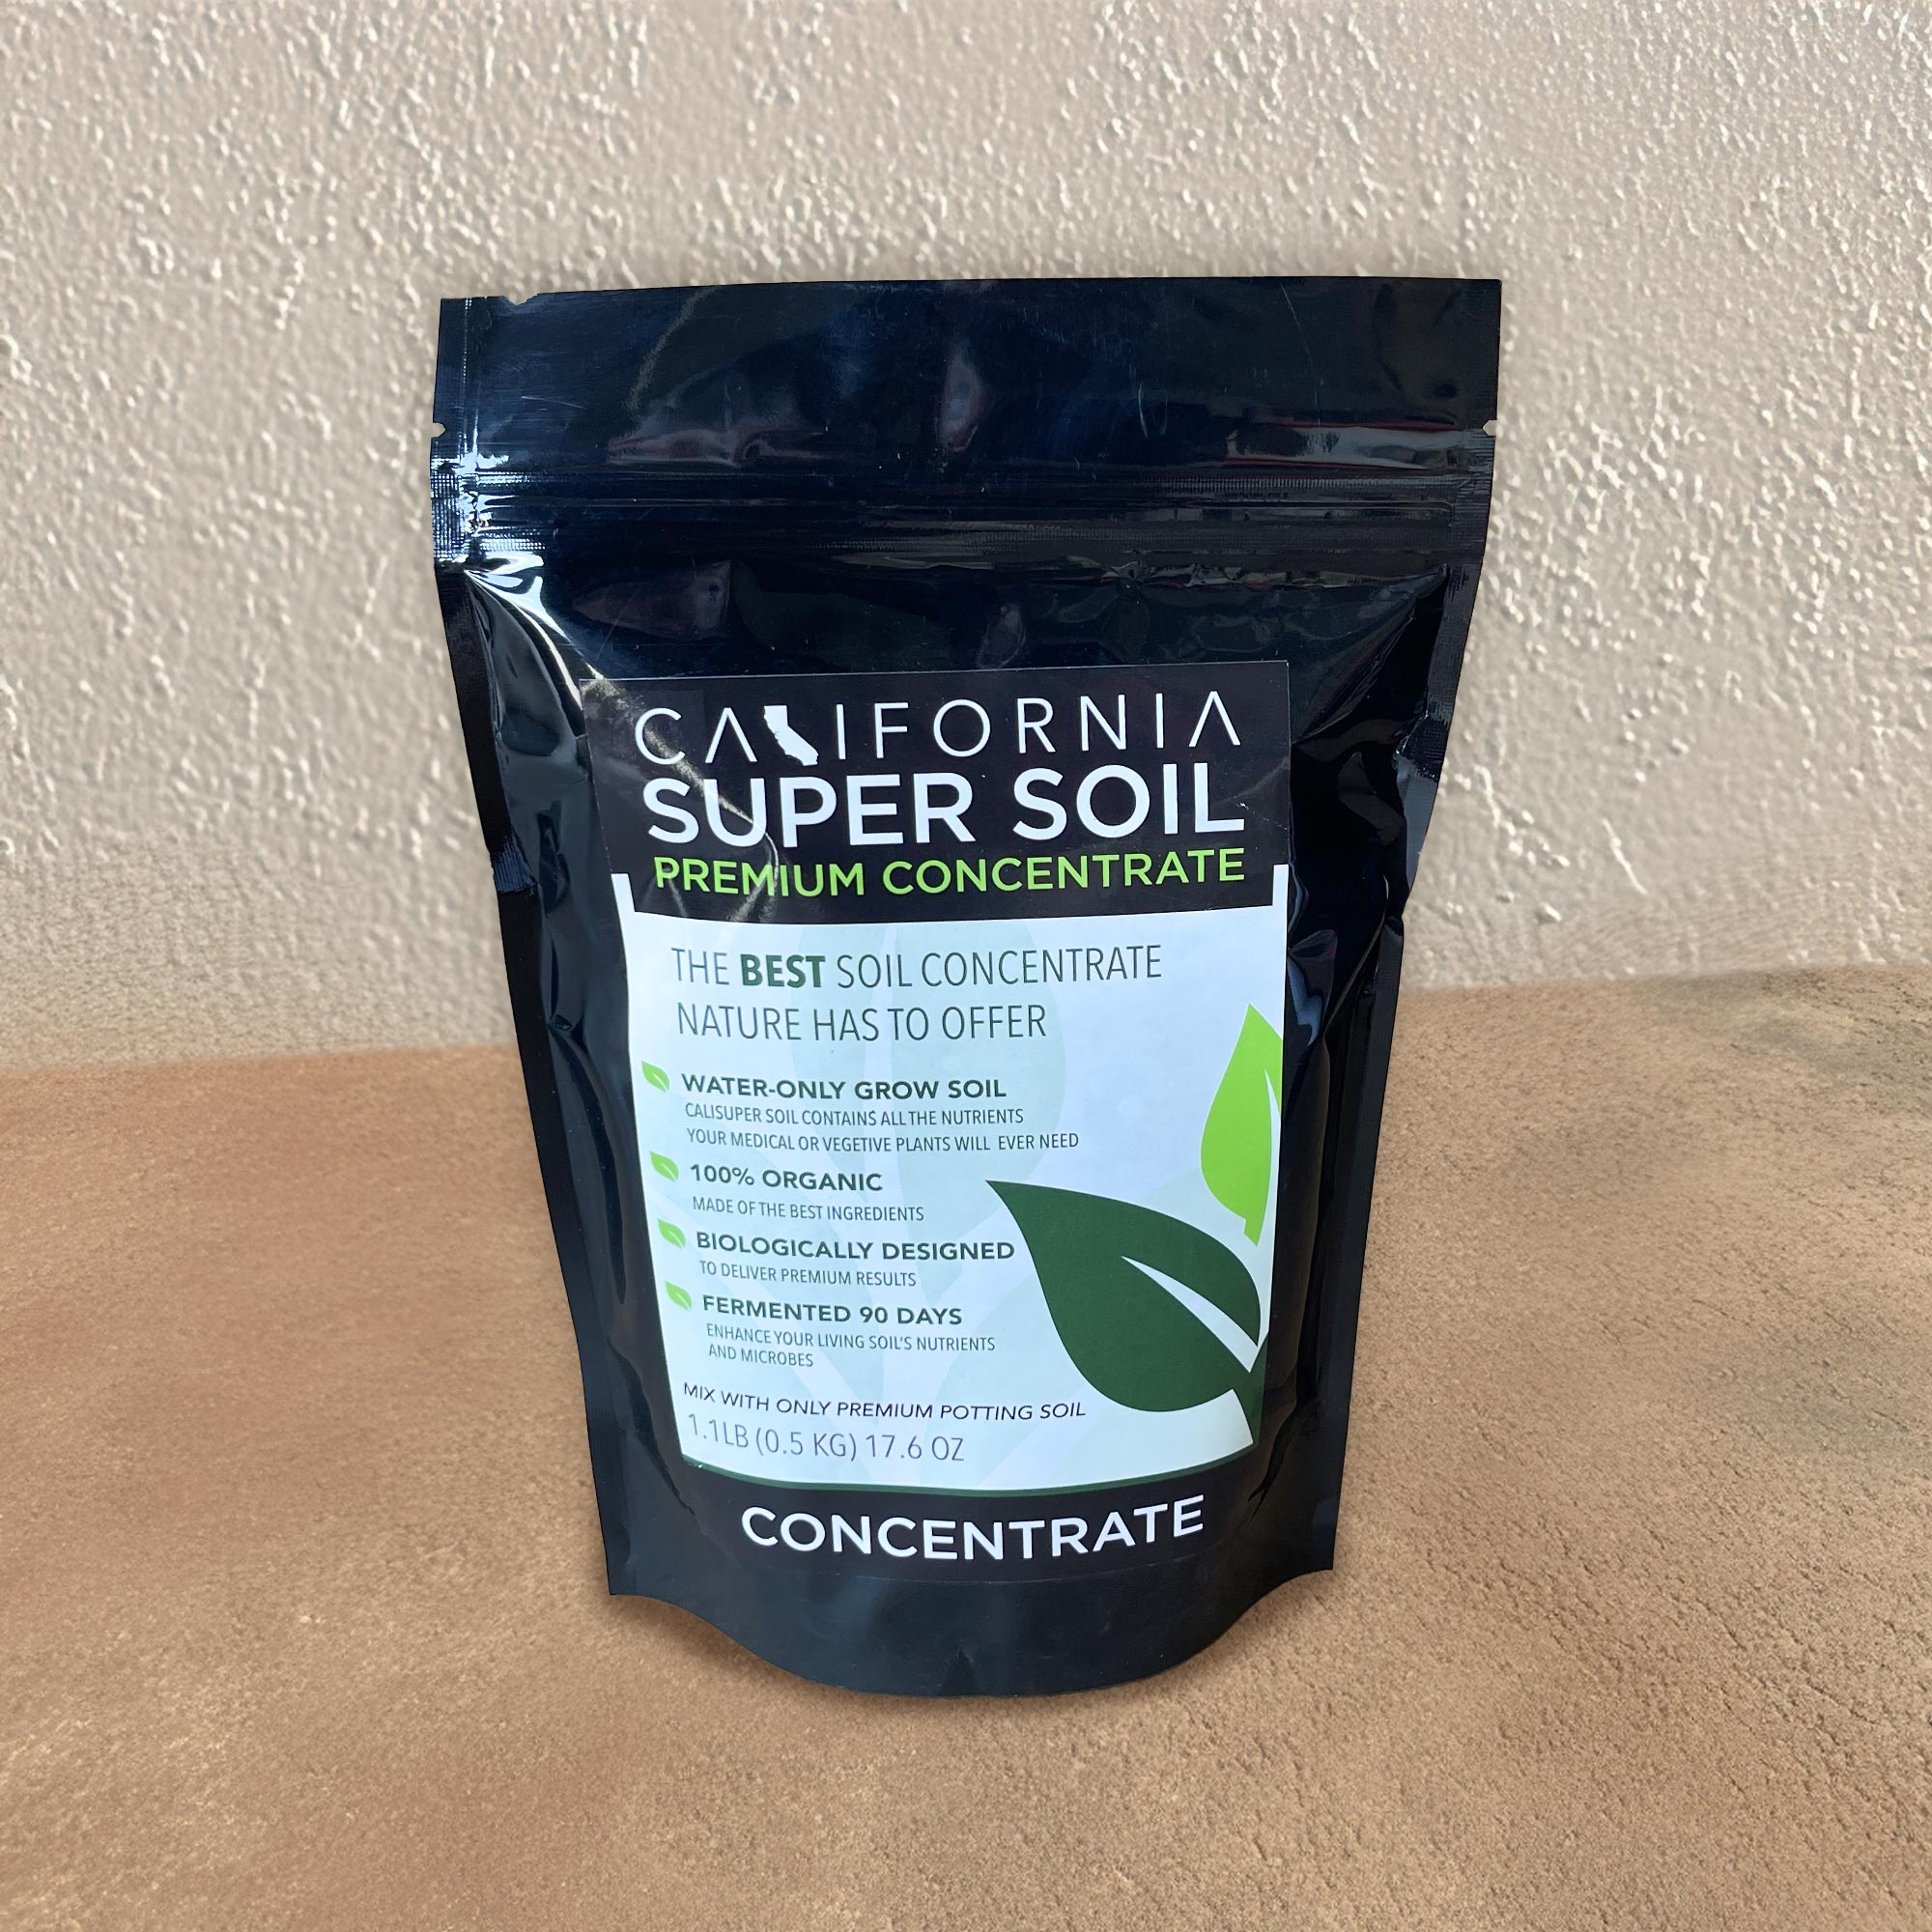 CALIFORNIA
SUPER SOIL
PREMIUM CONCENTRATE
THE BEST SOIL CONCENTRATE
NATURE HAS TO OFFER
WATER-ONLY GROW SOIL
CALISUPER SOIL CONTAINS ALL THE NUTRIENTS
YOUR MEDICAL OR VEGETIVE PLANTS WILL EVER NEED
100% ORGANIC
MADE OF THE BEST INGREDIENTS
BIOLOGICALLY DESIGNED
TO DELIVER PREMIUM RESULTS
FERMENTED 90 DAYS
ENHANCE YOUR LIVING SOIL'S NUTRIENTS
AND MICROBES
MIX WITH ONLY PREMIUM POTTING SOIL
1.1LB (0.5 KG) 17.6 OZ
CONCENTRATE